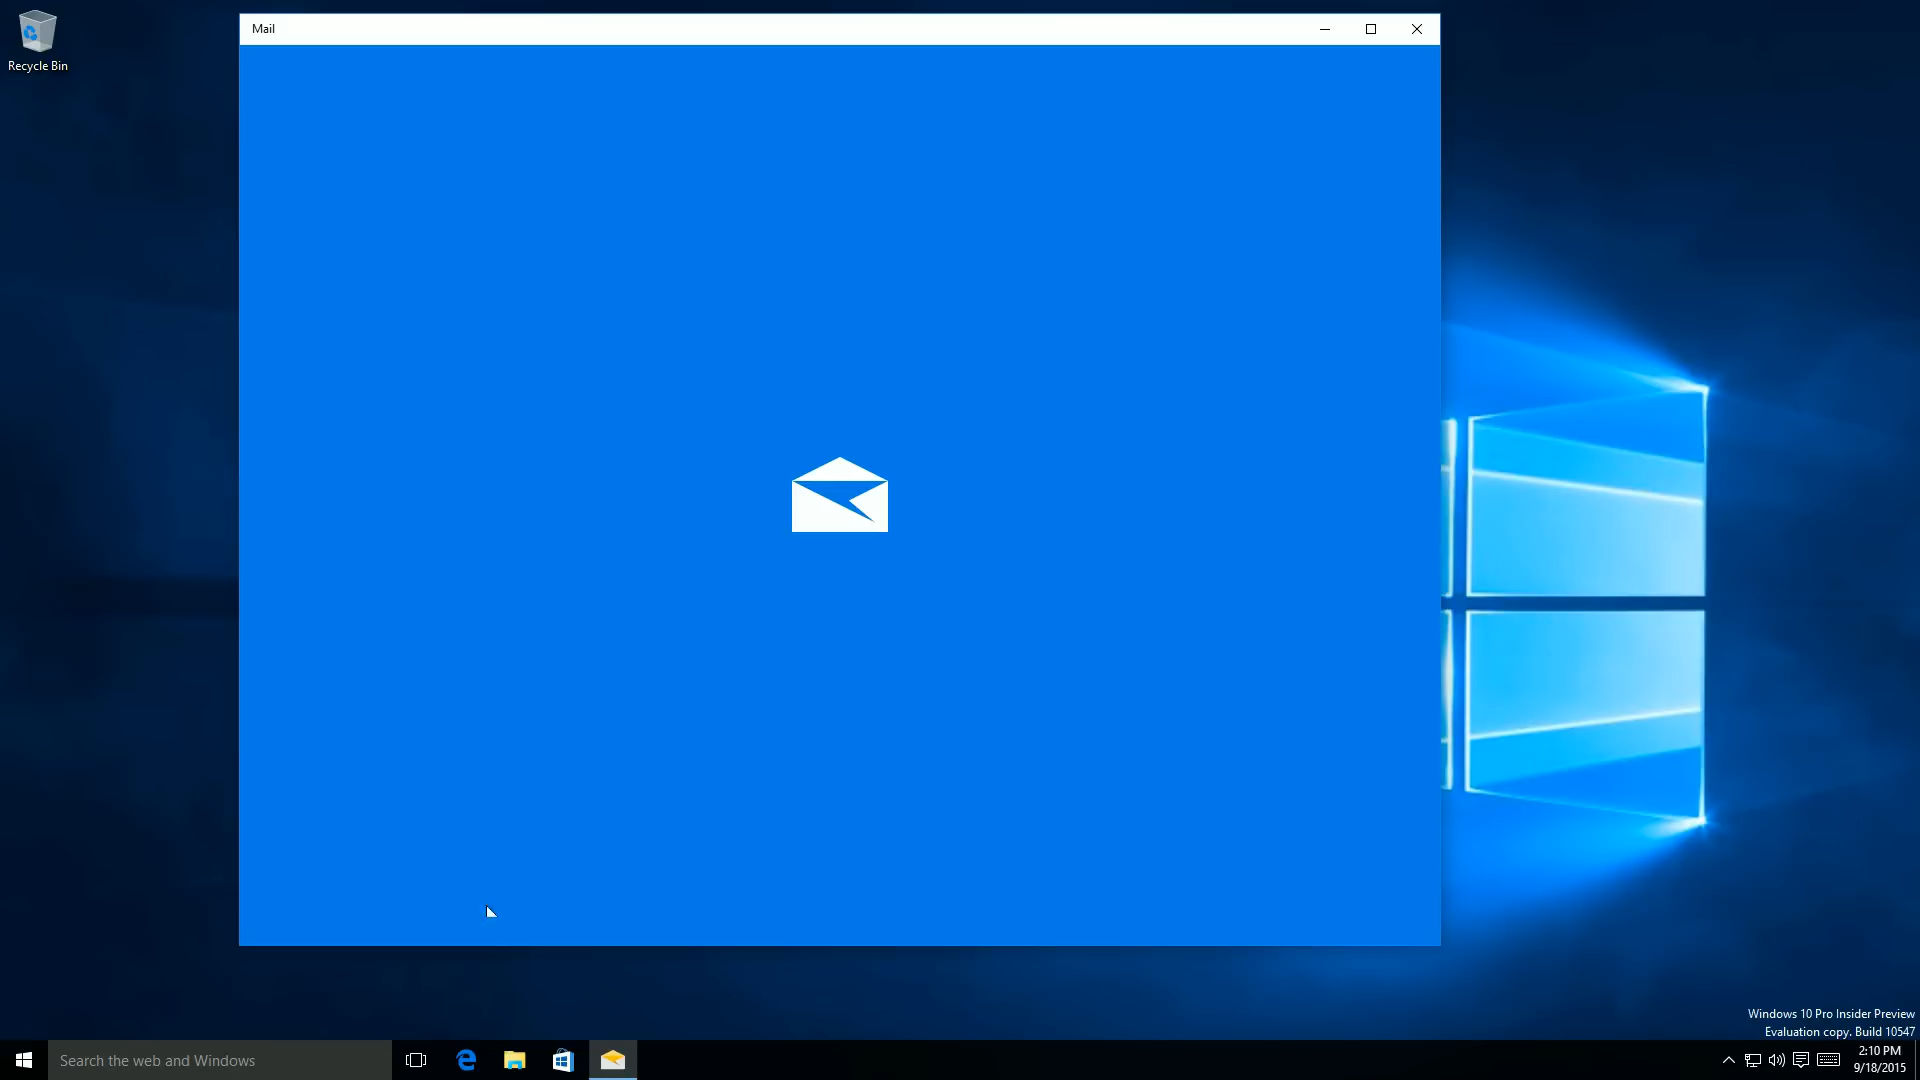 Recycle Bin
Mail
Windows 10 Pro Insider Preview
Evaluation copy. Build 10547
Search the web and Windows
2:10 PM
9/18/2015